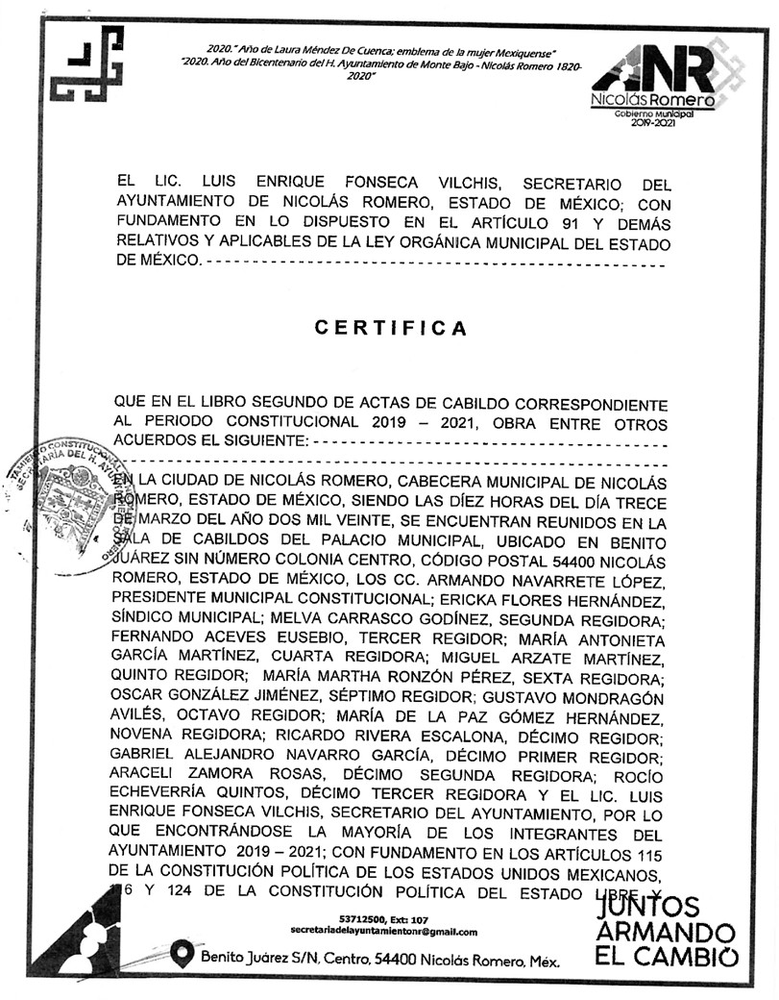 2020. "Año de Laura Méndez De Cuenca; emblema de la mujer Mexiquense"
"2020. Año del Bicentenario del H. Ayuntamiento de Monte Bajo - Nicolás Romero 1820-
2020"
ANR
Nicolás Romero
Gobierno Municipal
2019-2021
EL LIC. LUIS ENRIQUE FONSECA VILCHIS, SECRETARIO DEL
AYUNTAMIENTO DE NICOLÁS ROMERO, ESTADO DE MÉXICO; CON
FUNDAMENTO EN LO DISPUESTO EN EL ARTÍCULO 91 Y DEMÁS
RELATIVOS Y APLICABLES DE LA LEY ORGÁNICA MUNICIPAL DEL ESTADO
DE MÉXICO. - - - - - - - - - - - - - - - - - - - - - - - - - - - - - - - - - - - - - - - - - - - - -
CERTIFICA
QUE EN EL LIBRO SEGUNDO DE ACTAS DE CABILDO CORRESPONDIENTE
AL PERIODO CONSTITUCIONAL 2019 – 2021, OBRA ENTRE OTROS
ACUERDOS EL SIGUIENTE: - - - - - - - - - - - - - - - - - - - - - - - - - - - - - - - - - -
- - - - - - - - - - - - - - - - - - - - - - - - - - - - - - - - - - - - - - - - - - - - - - - - - - - -
EN LA CIUDAD DE NICOLÁS ROMERO, CABECERA MUNICIPAL DE NICOLÁS
ROMERO, ESTADO DE MÉXICO, SIENDO LAS DÍEZ HORAS DEL DÍA TRECE
DE MARZO DEL AÑO DOS MIL VEINTE, SE ENCUENTRAN REUNIDOS EN LA
SALA DE CABILDOS DEL PALACIO MUNICIPAL, UBICADO EN BENITO
JUÁREZ SIN NÚMERO COLONIA CENTRO, CÓDIGO POSTAL 54400 NICOLÁS
ROMERO, ESTADO DE MÉXICO, LOS CC. ARMANDO NAVARRETE LÓPEZ,
PRESIDENTE MUNICIPAL CONSTITUCIONAL; ERICKA FLORES HERNÁNDEZ,
SÍNDICO MUNICIPAL; MELVA CARRASCO GODÍNEZ, SEGUNDA REGIDORA;
FERNANDO ACEVES EUSEBIO, TERCER REGIDOR; MARÍA ANTONIETA
GARCÍA MARTÍNEZ, CUARTA REGIDORA; MIGUEL ARZATE MARTÍNEZ,
QUINTO REGIDOR; MARÍA MARTHA RONZÓN PÉREZ, SEXTA REGIDORA;
OSCAR GONZÁLEZ JIMÉNEZ, SÉPTIMO REGIDOR; GUSTAVO MONDRAGÓN
AVILÉS, OCTAVO REGIDOR; MARÍA DE LA PAZ GÓMEZ HERNÁNDEZ,
NOVENA REGIDORA; RICARDO RIVERA ESCALONA, DÉCIMO REGIDOR;
GABRIEL ALEJANDRO NAVARRO GARCÍA, DÉCIMO PRIMER REGIDOR;
ARACELI ZAMORA ROSAS, DÉCIMO SEGUNDA REGIDORA; ROCÍO
ECHEVERRÍA QUINTOS, DÉCIMO TERCER REGIDORA Y EL LIC. LUIS
ENRIQUE FONSECA VILCHIS, SECRETARIO DEL AYUNTAMIENTO, POR LO
QUE ENCONTRÁNDOSE LA MAYORÍA DE LOS INTEGRANTES DEL
AYUNTAMIENTO 2019 – 2021; CON FUNDAMENTO EN LOS ARTÍCULOS 115
DE LA CONSTITUCIÓN POLÍTICA DE LOS ESTADOS UNIDOS MEXICANOS,
Y 124 DE LA CONSTITUCIÓN POLÍTICA DEL ESTADO LIBRE Y
53712500, Ext: 107
secretariadelayuntamientonr@gmail.com
Benito Juárez S/N, Centro, 54400 Nicolás Romero, Méx.
JUNTOS
ARMANDO
EL CAMBIO